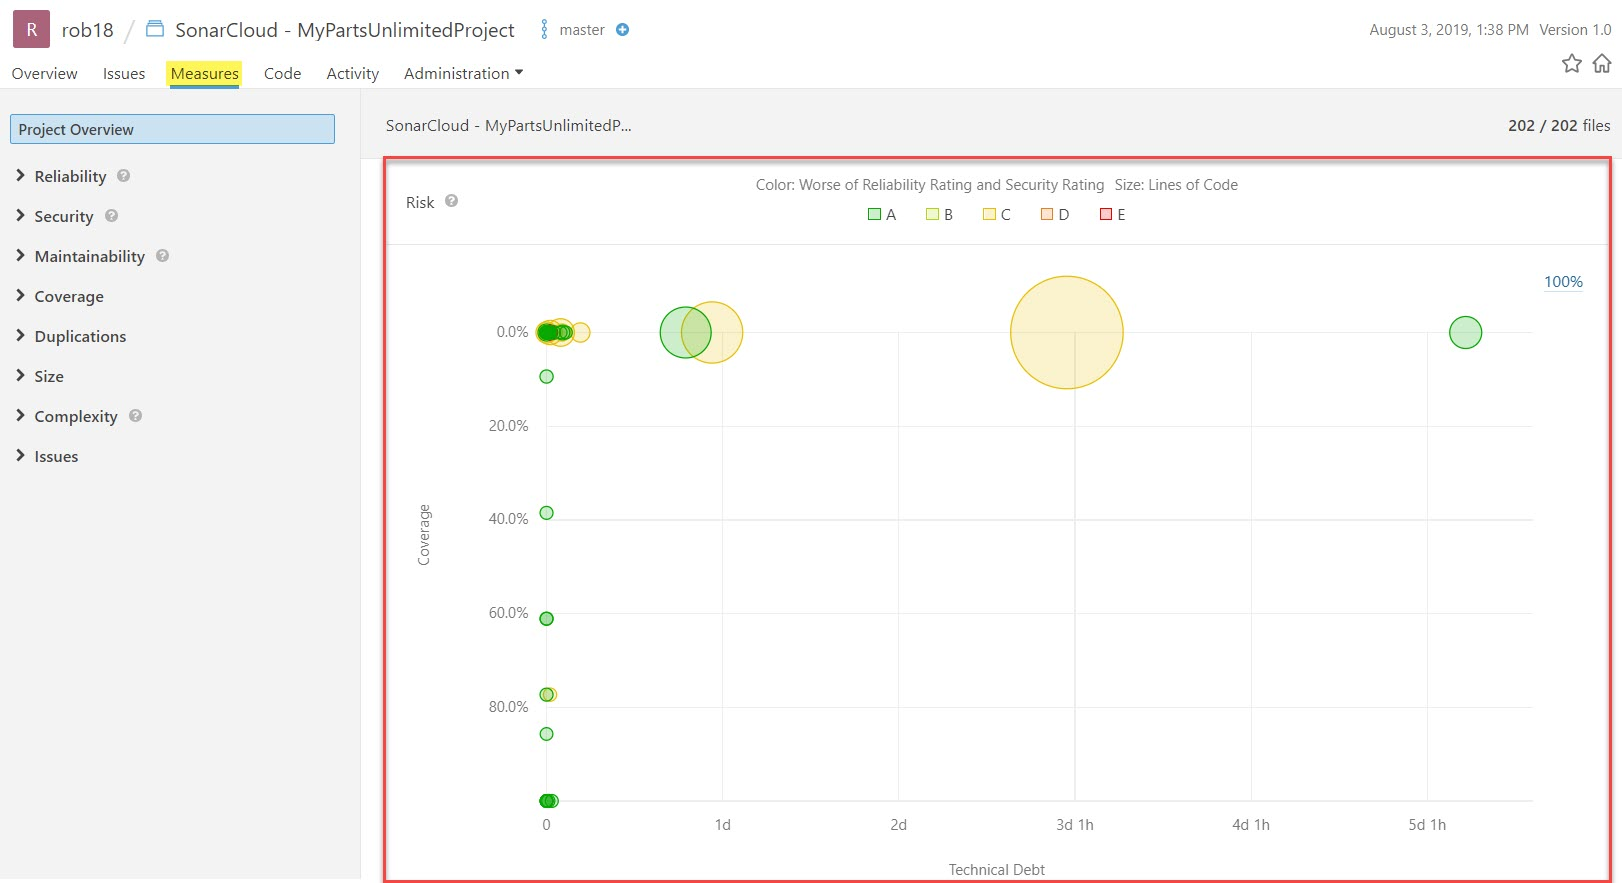 R rob18 / SonarCloud - MyPartsUnlimitedProject master
August 3, 2019, 1:38 PM Version 1.0
Overview Issues Measures Code Activity Administration
Project Overview
Reliability ?
Security ?
Maintainability ?
Coverage
Duplications
Size
Complexity ?
Issues
SonarCloud - MyPartsUnlimitedP...
202 / 202 files
Risk ?
Color: Worse of Reliability Rating and Security Rating Size: Lines of Code
A B C D E
100%
0.0%
20.0%
40.0%
60.0%
80.0%
Coverage
0 1d 2d 3d 1h 4d 1h 5d 1h
Technical Debt